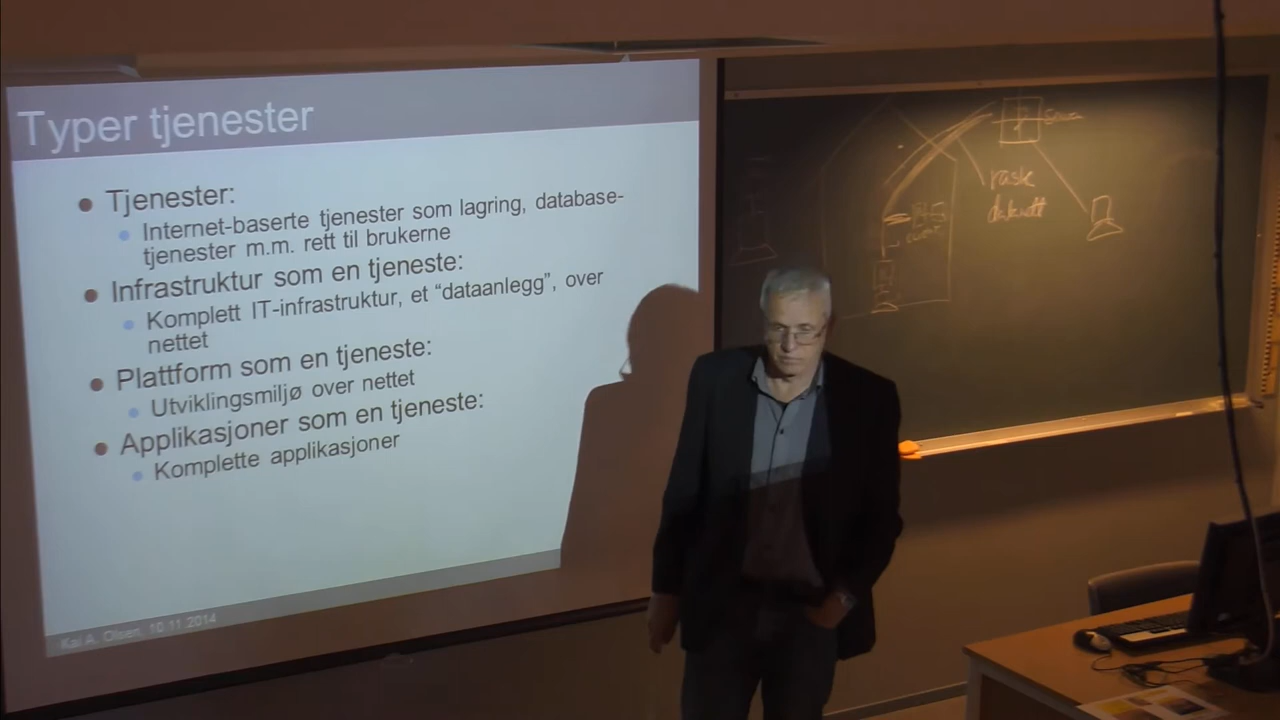 Typer tjenester
Tjenester:
Internet-baserte tjenester som lagring, database-
tjenester m.m. rett til brukerne
Infrastruktur som en tjeneste:
Komplett IT-infrastruktur, et “dataanlegg”, over
nettet
Plattform som en tjeneste:
Utviklingsmiljø over nettet
Applikasjoner som en tjeneste:
Komplette applikasjoner
Kai A. Olsen, 10.11.2014
rask